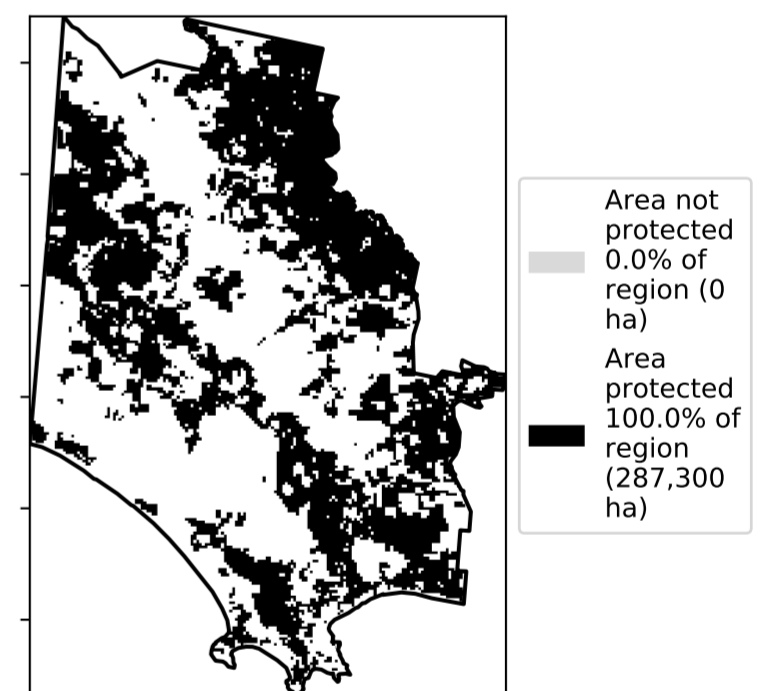 Area not
protected
0.0% of
region (0
ha)
Area
protected
100.0% of
region
(287,300
ha)